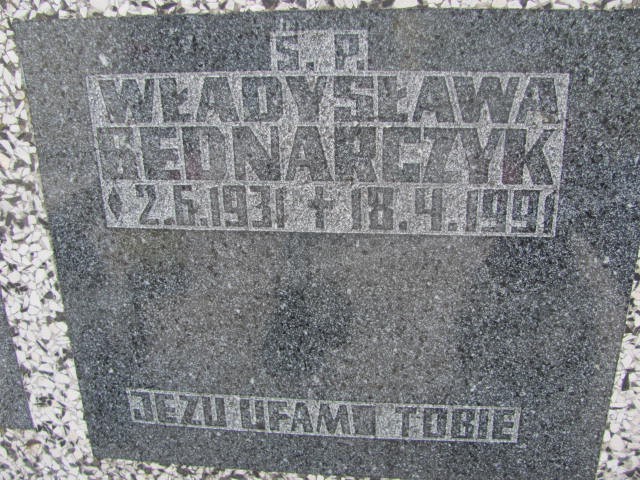 Ś. P.
WŁADYSŁAWA
BEDNARCZYK
* 2.6.1931 † 18.4.1991
JEZU UFAM TOBIE